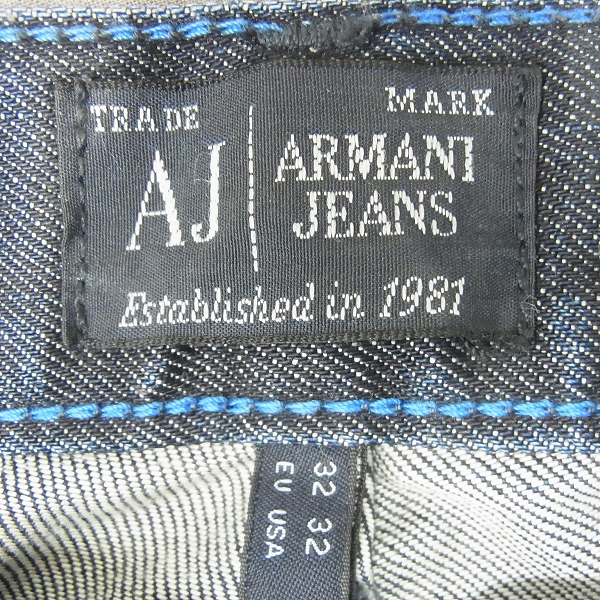 TRADE MARK
AJ ARMANI
JEANS
Established in 1981
32 32
EU USA